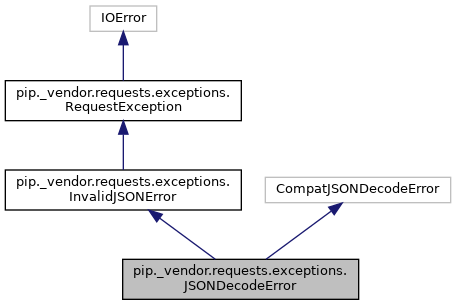 IOError
pip._vendor.requests.exceptions.
RequestException
pip._vendor.requests.exceptions.
InvalidJSONError
CompatJSONDecodeError
pip._vendor.requests.exceptions.
JSONDecodeError